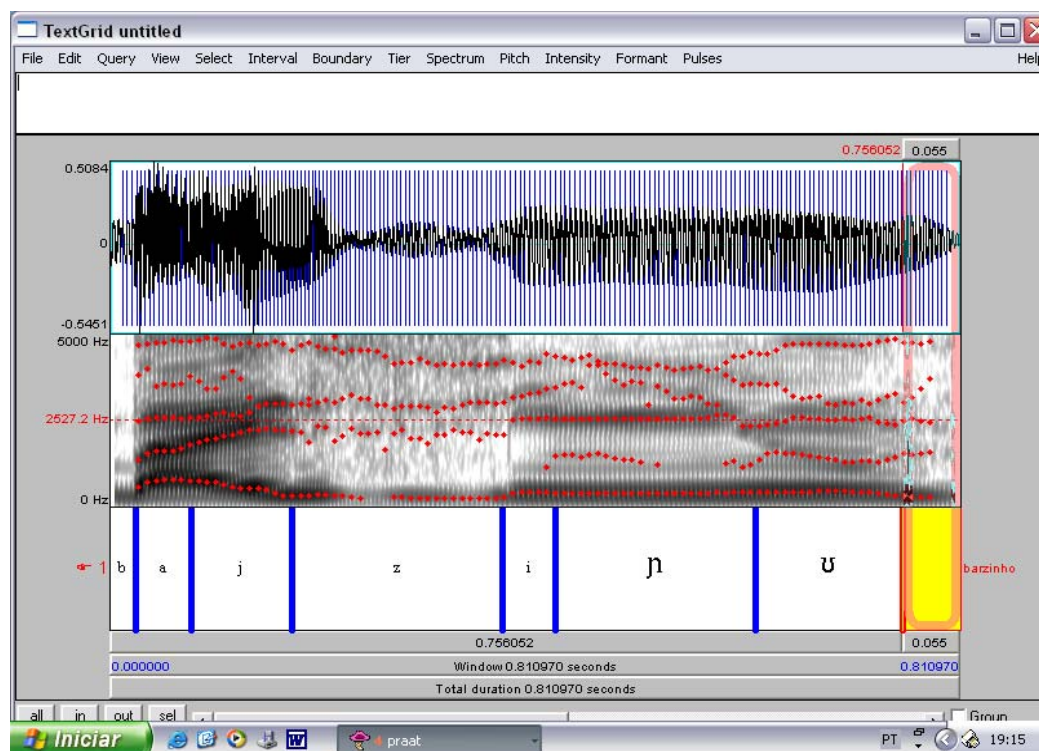 TextGrid untitled
File Edit Query View Select Interval Boundary Tier Spectrum Pitch Intensity Formant Pulses Help
0.756052 0.055
0.5084
0
-0.5451
5000 Hz
2527.2 Hz
0 Hz
1 b a j z i ɲ ʊ barzinho
0.756052 0.055
0.000000 Window 0.810970 seconds 0.810970
Total duration 0.810970 seconds
all in out sel Group
Iniciar W praat PT 19:15